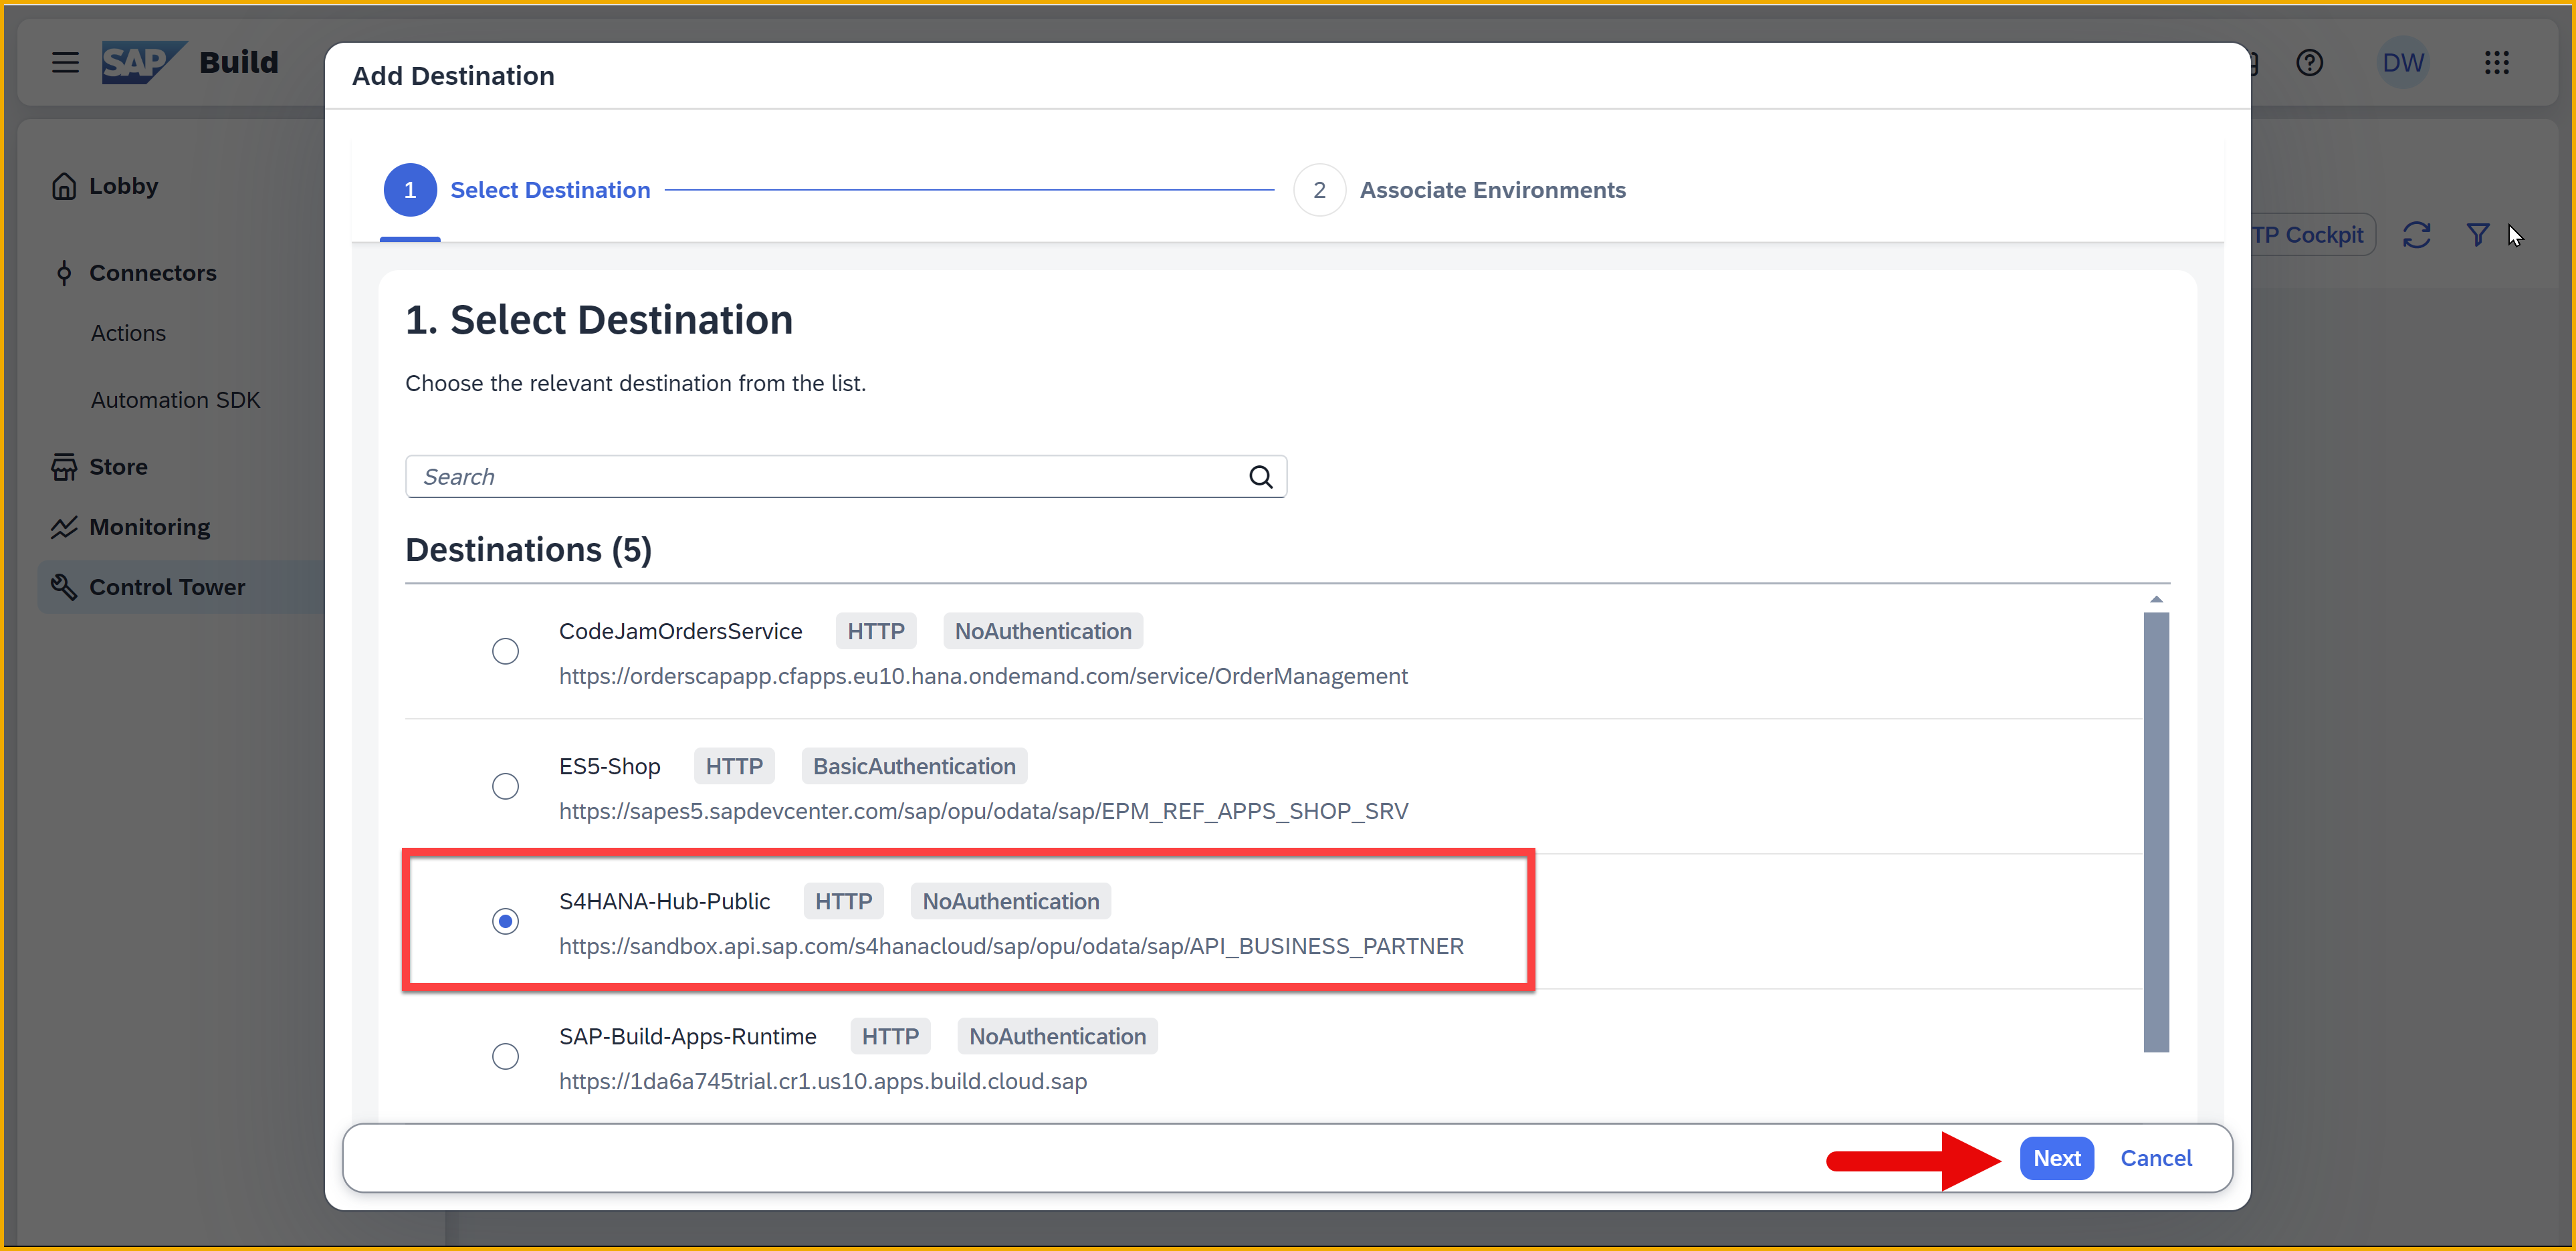 SAP Build
DW
Lobby
Connectors
Actions
Automation SDK
Store
Monitoring
Control Tower
TP Cockpit
Add Destination
1 Select Destination
2 Associate Environments
1. Select Destination
Choose the relevant destination from the list.
Search
Destinations (5)
CodeJamOrdersService HTTP NoAuthentication
https://orderscapapp.cfapps.eu10.hana.ondemand.com/service/OrderManagement
ES5-Shop HTTP BasicAuthentication
https://sapes5.sapdevcenter.com/sap/opu/odata/sap/EPM_REF_APPS_SHOP_SRV
S4HANA-Hub-Public HTTP NoAuthentication
https://sandbox.api.sap.com/s4hanacloud/sap/opu/odata/sap/API_BUSINESS_PARTNER
SAP-Build-Apps-Runtime HTTP NoAuthentication
https://1da6a745trial.cr1.us10.apps.build.cloud.sap
Next Cancel